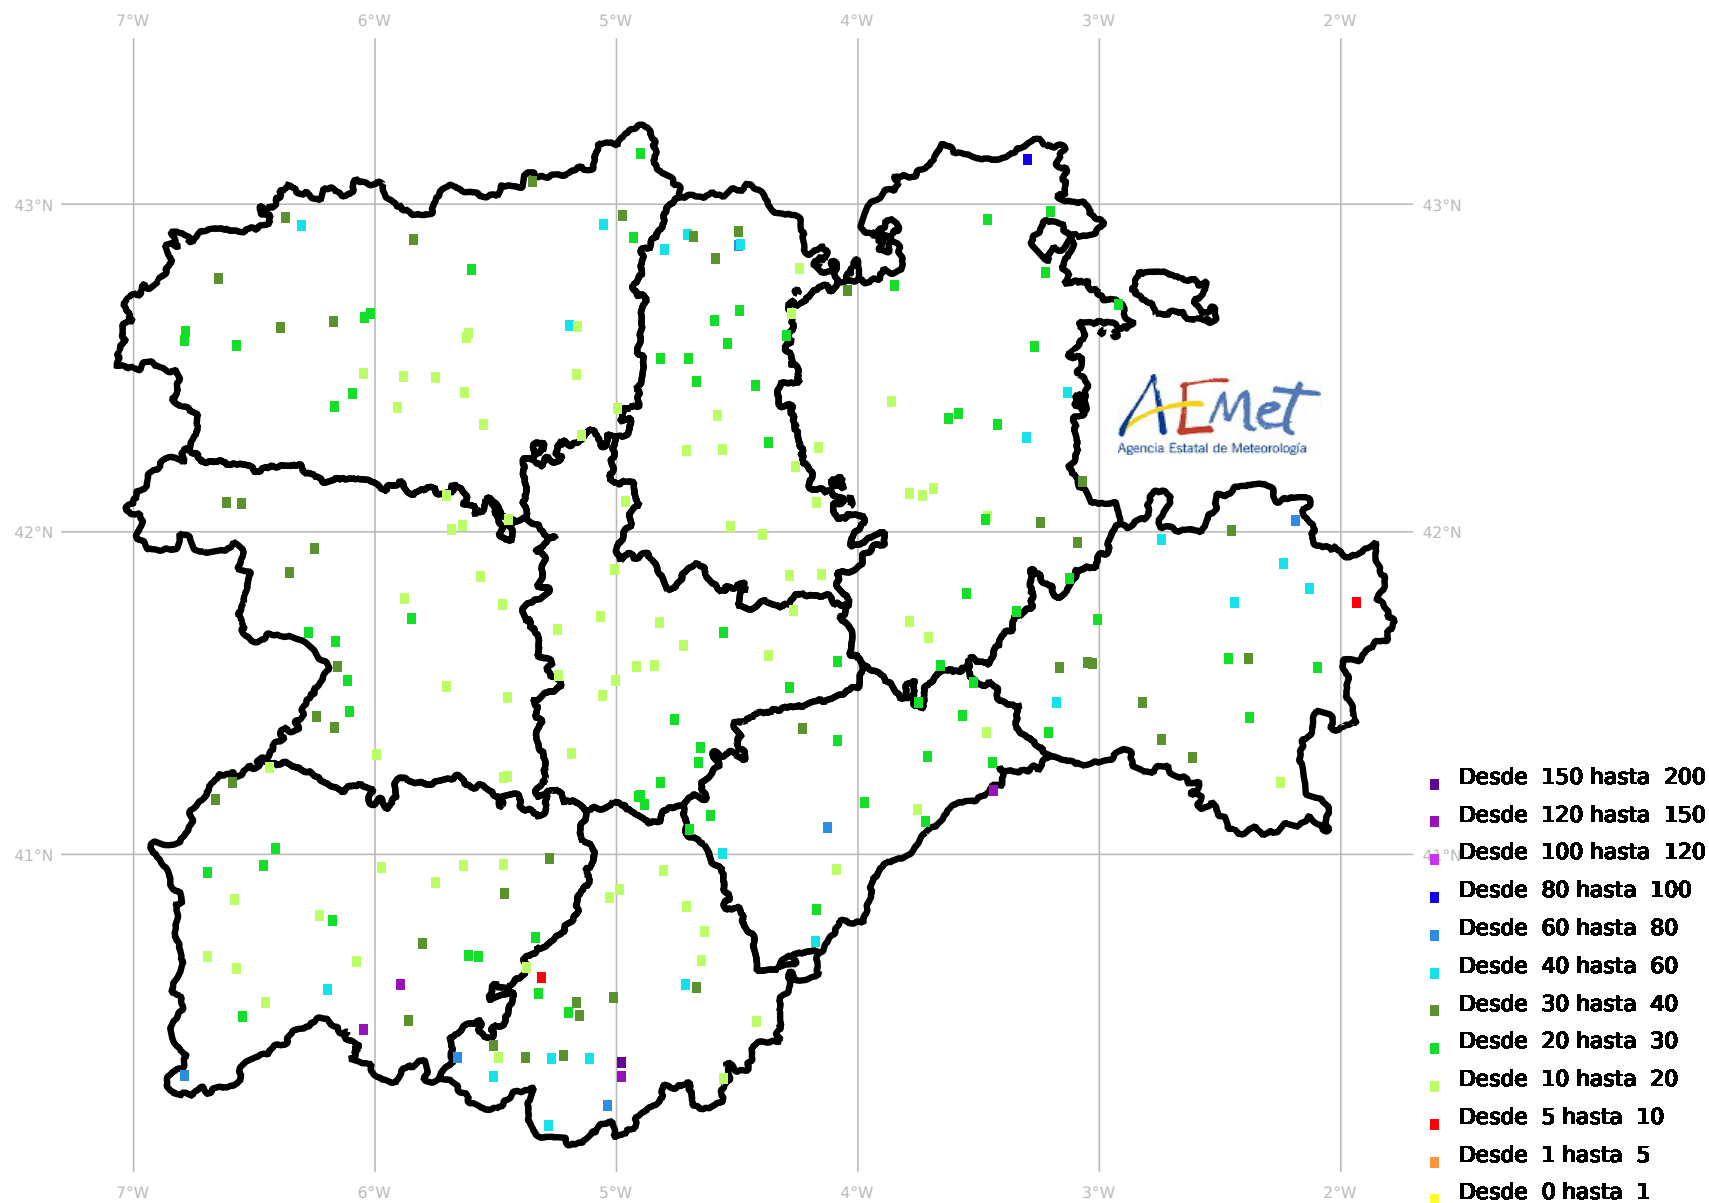 7°W 6°W 5°W 4°W 3°W 2°W
43°N 43°N
AEMet
Agencia Estatal de Meteorología
42°N 42°N
Desde 150 hasta 200
Desde 120 hasta 150
41°N 41°N
Desde 100 hasta 120
Desde 80 hasta 100
Desde 60 hasta 80
Desde 40 hasta 60
Desde 30 hasta 40
Desde 20 hasta 30
Desde 10 hasta 20
Desde 5 hasta 10
Desde 1 hasta 5
Desde 0 hasta 1
7°W 6°W 5°W 4°W 3°W 2°W